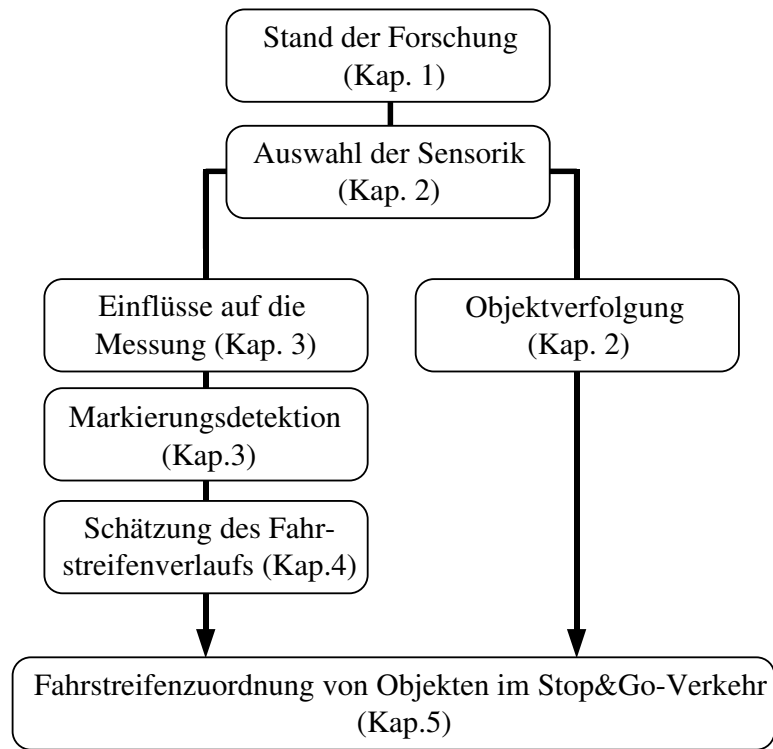 Stand der Forschung
(Kap. 1)
Auswahl der Sensorik
(Kap. 2)
Einflüsse auf die
Messung (Kap. 3)
Objektverfolgung
(Kap. 2)
Markierungsdetektion
(Kap.3)
Schätzung des Fahr-
streifenverlaufs (Kap.4)
Fahrstreifenzuordnung von Objekten im Stop&Go-Verkehr
(Kap.5)